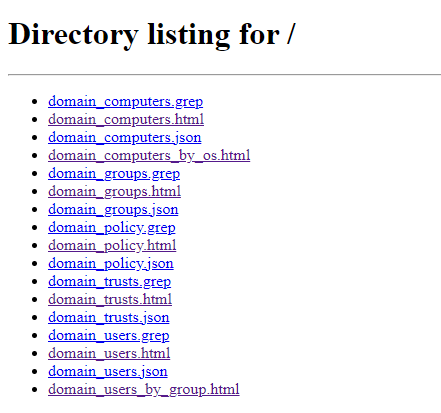 Directory listing for /
domain_computers.grep
domain_computers.html
domain_computers.json
domain_computers_by_os.html
domain_groups.grep
domain_groups.html
domain_groups.json
domain_policy.grep
domain_policy.html
domain_policy.json
domain_trusts.grep
domain_trusts.html
domain_trusts.json
domain_users.grep
domain_users.html
domain_users.json
domain_users_by_group.html